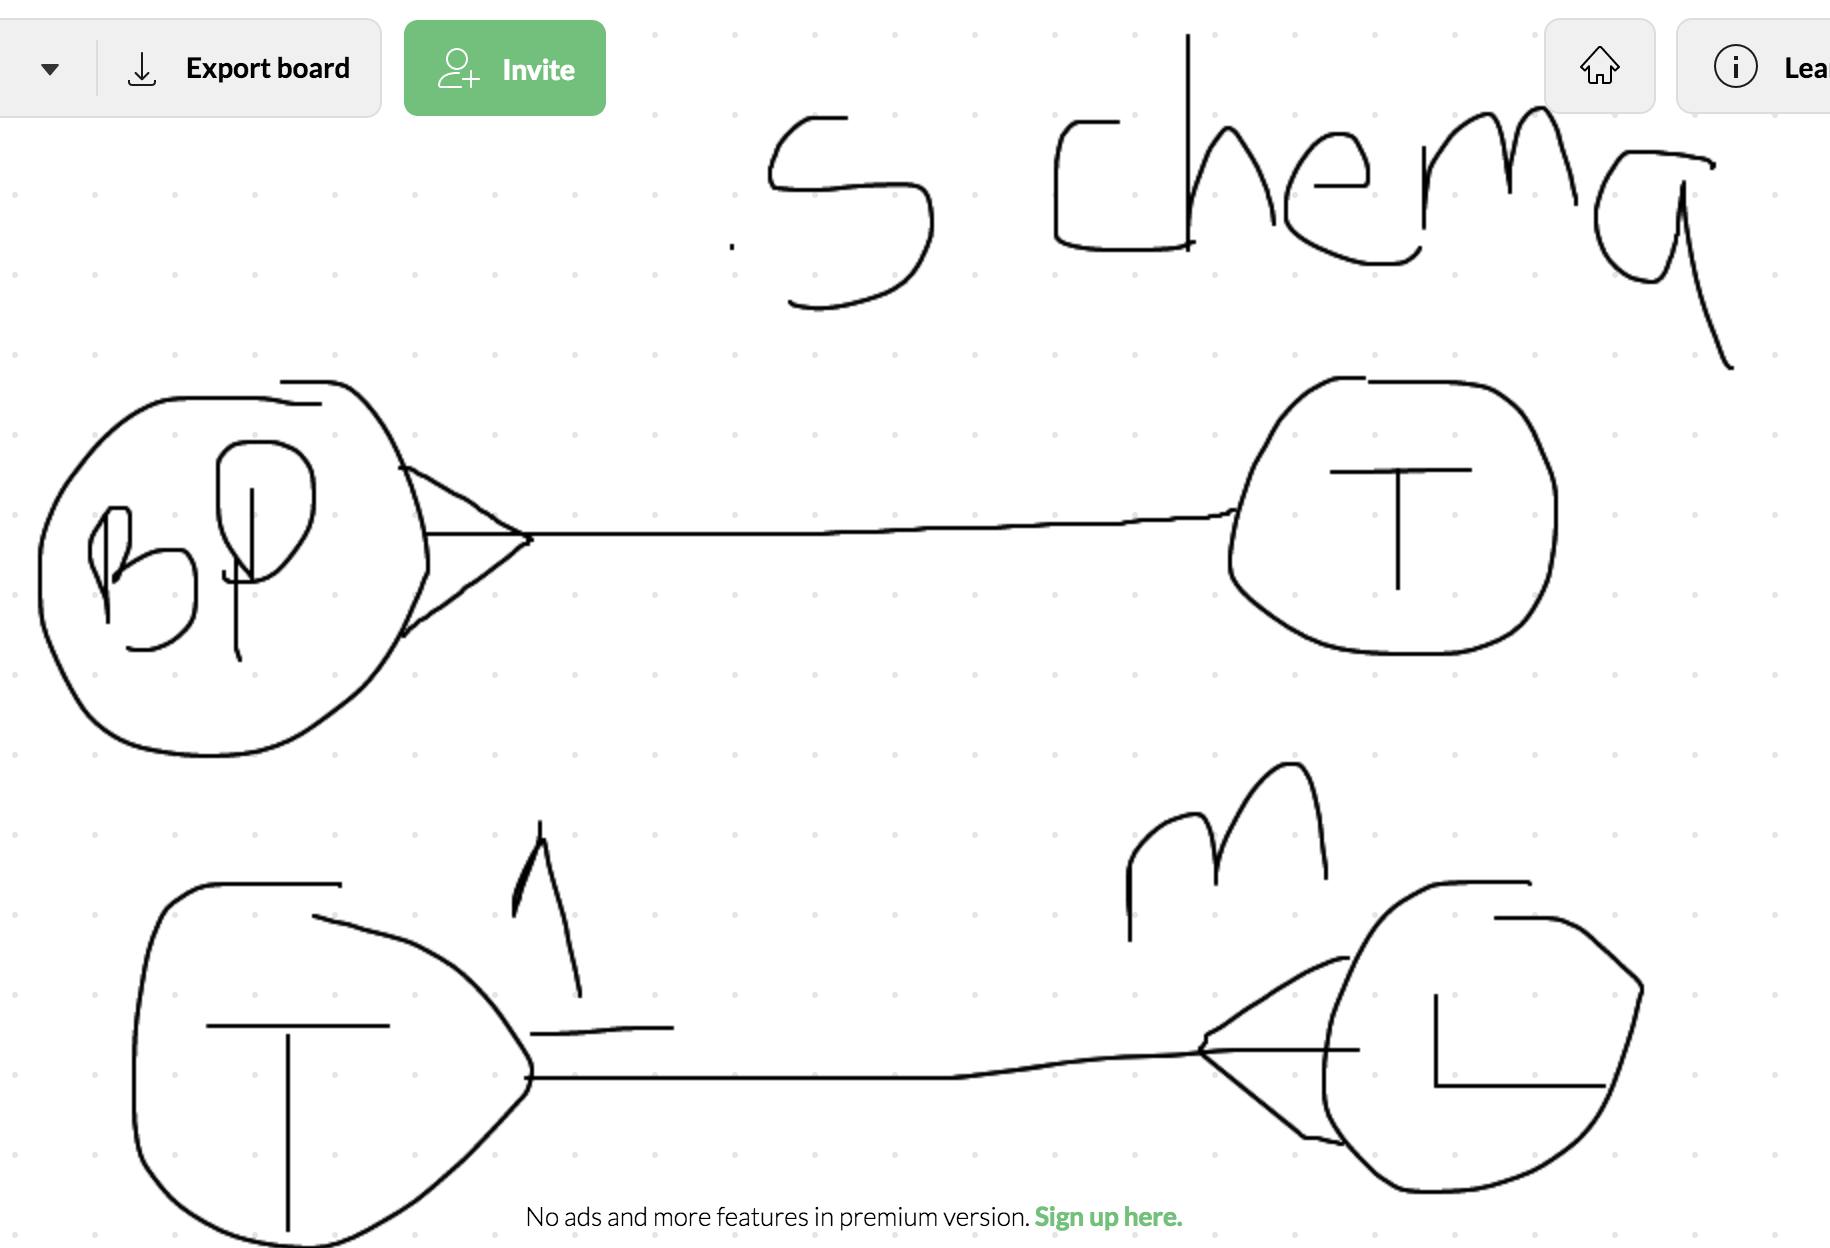 Export board
Invite
Lea
Schema
BP
T
1
m
T
L
No ads and more features in premium version. Sign up here.